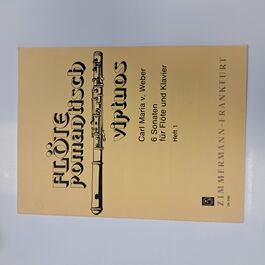 FLÖTE
romantisch
virtuos
Carl Maria v. Weber
6 Sonaten
für Flöte und Klavier
Heft 1
ZIMMERMANN · FRANKFURT